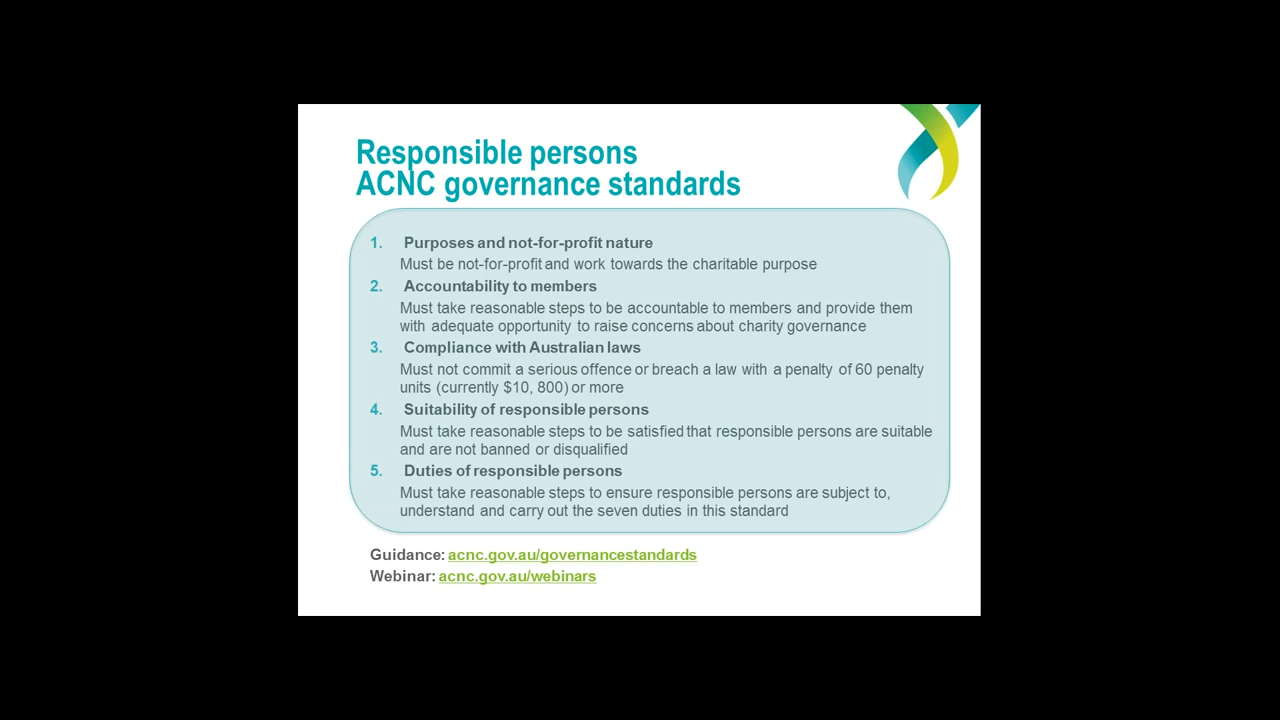 Responsible persons
ACNC governance standards
1. Purposes and not-for-profit nature
Must be not-for-profit and work towards the charitable purpose
2. Accountability to members
Must take reasonable steps to be accountable to members and provide them
with adequate opportunity to raise concerns about charity governance
3. Compliance with Australian laws
Must not commit a serious offence or breach a law with a penalty of 60 penalty
units (currently $10, 800) or more
4. Suitability of responsible persons
Must take reasonable steps to be satisfied that responsible persons are suitable
and are not banned or disqualified
5. Duties of responsible persons
Must take reasonable steps to ensure responsible persons are subject to,
understand and carry out the seven duties in this standard
Guidance: acnc.gov.au/governancestandards
Webinar: acnc.gov.au/webinars